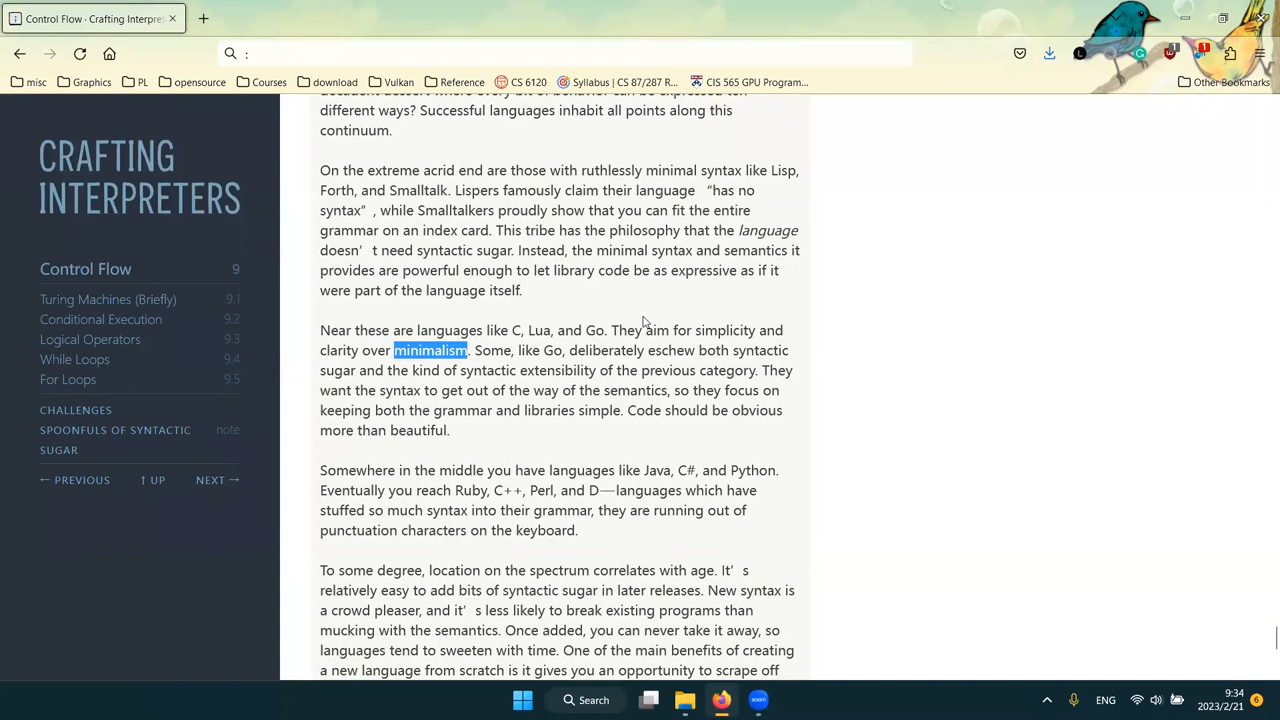 Control Flow · Crafting Interpret
:
misc
Graphics
PL
opensource
Courses
download
Vulkan
Reference
CS 6120
Syllabus | CS 87/287 R...
CIS 565 GPU Program...
Other Bookmarks
CRAFTING
INTERPRETERS
Control Flow 9
Turing Machines (Briefly) 9.1
Conditional Execution 9.2
Logical Operators 9.3
While Loops 9.4
For Loops 9.5
CHALLENGES
SPOONFULS OF SYNTACTIC note
SUGAR
← PREVIOUS ↑ UP NEXT →
different ways? Successful languages inhabit all points along this
continuum.
On the extreme acrid end are those with ruthlessly minimal syntax like Lisp,
Forth, and Smalltalk. Lispers famously claim their language “has no
syntax”, while Smalltalkers proudly show that you can fit the entire
grammar on an index card. This tribe has the philosophy that the language
doesn’t need syntactic sugar. Instead, the minimal syntax and semantics it
provides are powerful enough to let library code be as expressive as if it
were part of the language itself.
Near these are languages like C, Lua, and Go. They aim for simplicity and
clarity over minimalism. Some, like Go, deliberately eschew both syntactic
sugar and the kind of syntactic extensibility of the previous category. They
want the syntax to get out of the way of the semantics, so they focus on
keeping both the grammar and libraries simple. Code should be obvious
more than beautiful.
Somewhere in the middle you have languages like Java, C#, and Python.
Eventually you reach Ruby, C++, Perl, and D—languages which have
stuffed so much syntax into their grammar, they are running out of
punctuation characters on the keyboard.
To some degree, location on the spectrum correlates with age. It’s
relatively easy to add bits of syntactic sugar in later releases. New syntax is
a crowd pleaser, and it’s less likely to break existing programs than
mucking with the semantics. Once added, you can never take it away, so
languages tend to sweeten with time. One of the main benefits of creating
a new language from scratch is it gives you an opportunity to scrape off
Search
zoom
ENG
9:34
2023/2/21
6